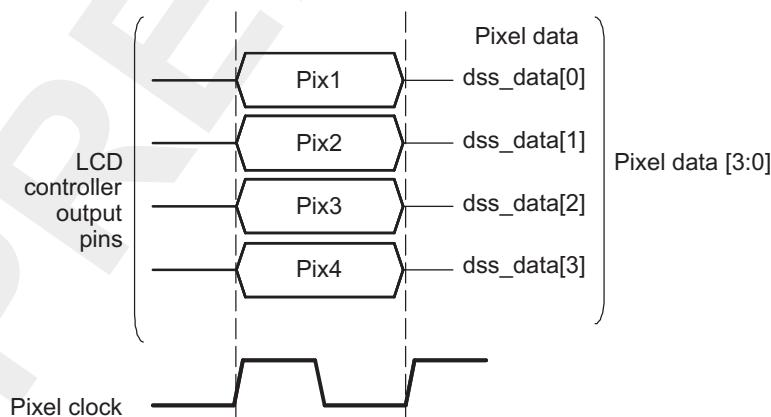 Pixel data
Pix1
dss_data[0]
Pix2
dss_data[1]
LCD
controller
output
pins
Pixel data [3:0]
Pix3
dss_data[2]
Pix4
dss_data[3]
Pixel clock